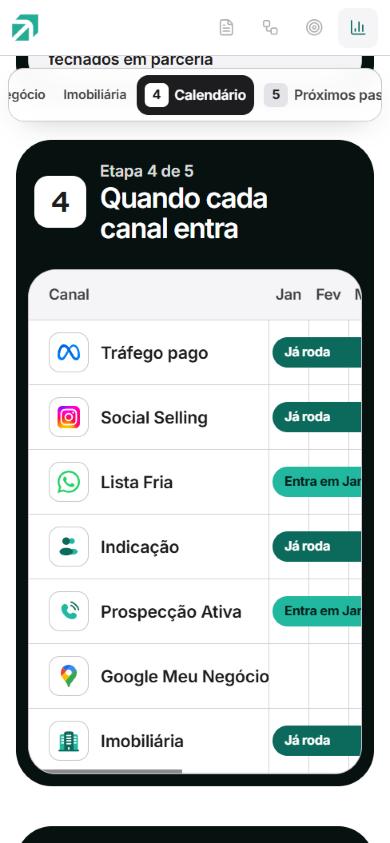 fechados em parceria
egócio
Imobiliária
4
Calendário
5
Próximos pas
Etapa 4 de 5
4
Quando cada
canal entra
Canal
Jan
Fev
Tráfego pago
Já roda
Social Selling
Já roda
Lista Fria
Entra em Jan
Indicação
Já roda
Prospecção Ativa
Entra em Jan
Google Meu Negócio
Imobiliária
Já roda